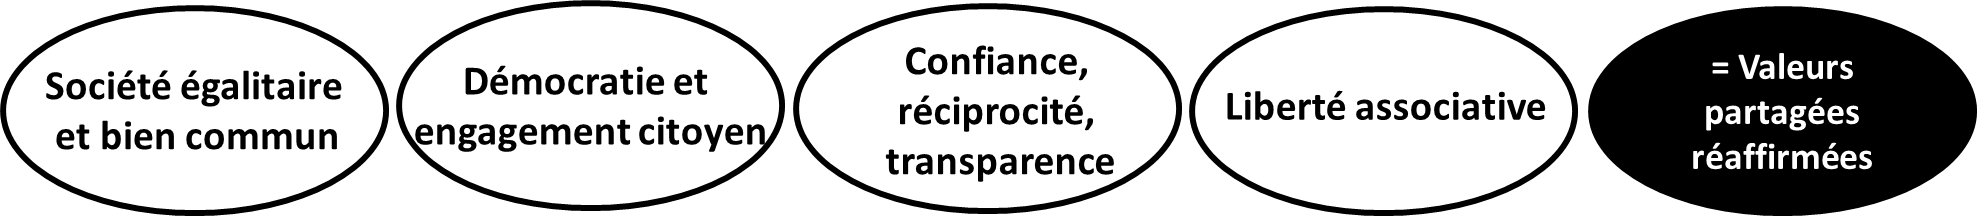 Société égalitaire
et bien commun
Démocratie et
engagement citoyen
Confiance,
réciprocité,
transparence
Liberté associative
= Valeurs
partagées
réaffirmées